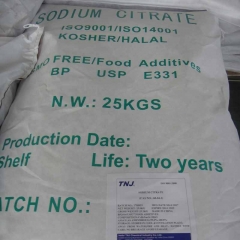 SODIUM CITRATE
ISO9001/ISO14001
KOSHER/HALAL
MO FREE/Food Additives
BP USP E331
N.W.: 25KGS
Production Date:
Shelf Life: Two years
ATCH NO.:
TNJ